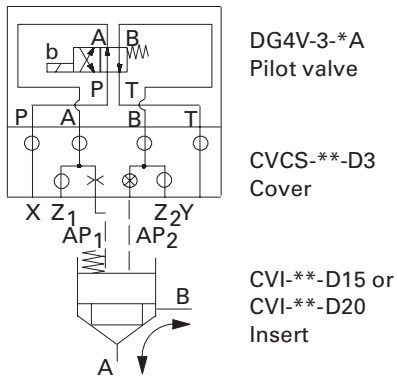 A B
b
P T
DG4V-3-*A
Pilot valve
P A B T
CVCS-**-D3
Cover
X Z1 Z2 Y
AP1 AP2
CVI-**-D15 or
CVI-**-D20
Insert
B
A